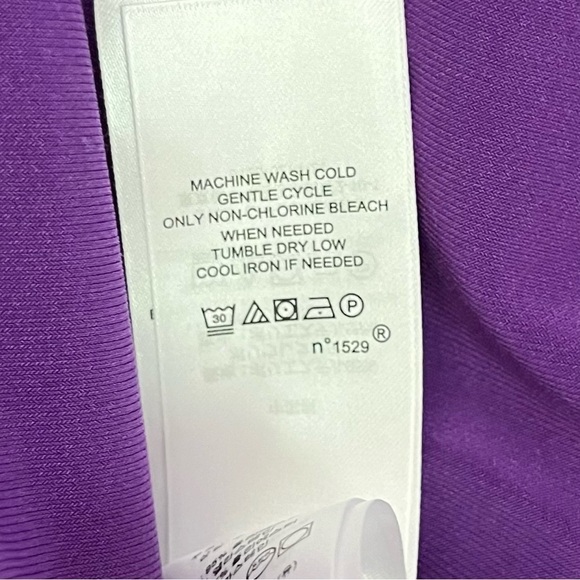 MACHINE WASH COLD
GENTLE CYCLE
ONLY NON-CHLORINE BLEACH
WHEN NEEDED
TUMBLE DRY LOW
COOL IRON IF NEEDED
30 P
n°1529®